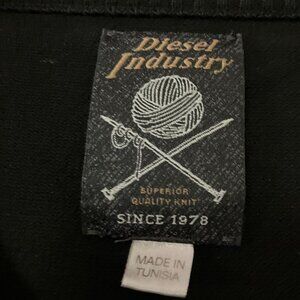 Diesel
Industry
SUPERIOR
QUALITY KNIT
SINCE 1978
MADE IN
TUNISIA